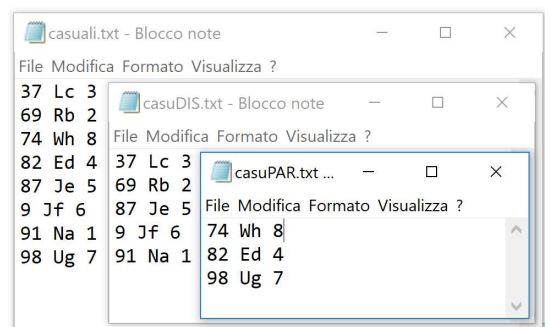 casuali.txt - Blocco note
File Modifica Formato Visualizza ?
37 Lc 3
69 Rb 2
74 Wh 8
82 Ed 4
87 Je 5
9 Jf 6
91 Na 1
98 Ug 7
casuDIS.txt - Blocco note
File Modifica Formato Visualizza ?
37 Lc 3
69 Rb 2
87 Je 5
9 Jf 6
91 Na 1
casuPAR.txt ...
File Modifica Formato Visualizza ?
74 Wh 8
82 Ed 4
98 Ug 7